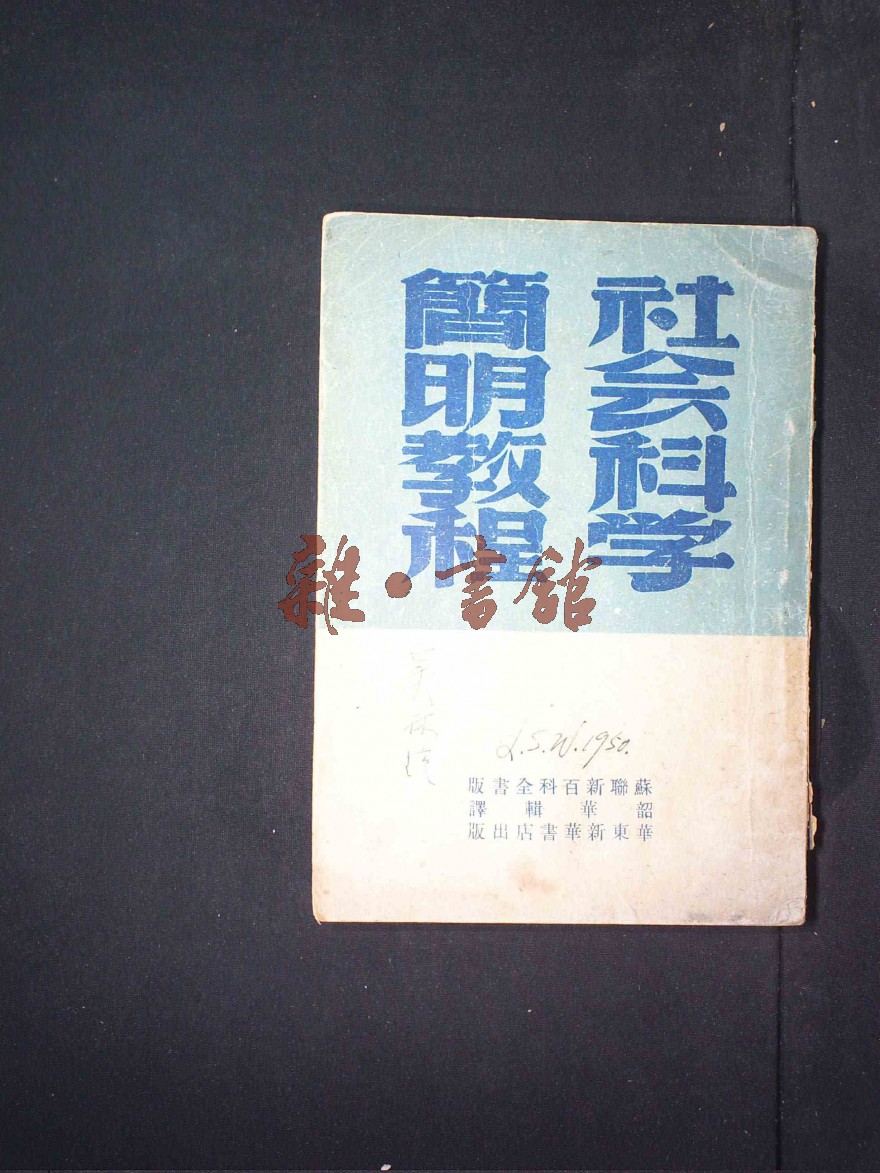 社会科学
簡明教程
雜·書館
L.S.W.1950.
蘇聯新百科全書版
韶華輯譯
華東新華書店出版